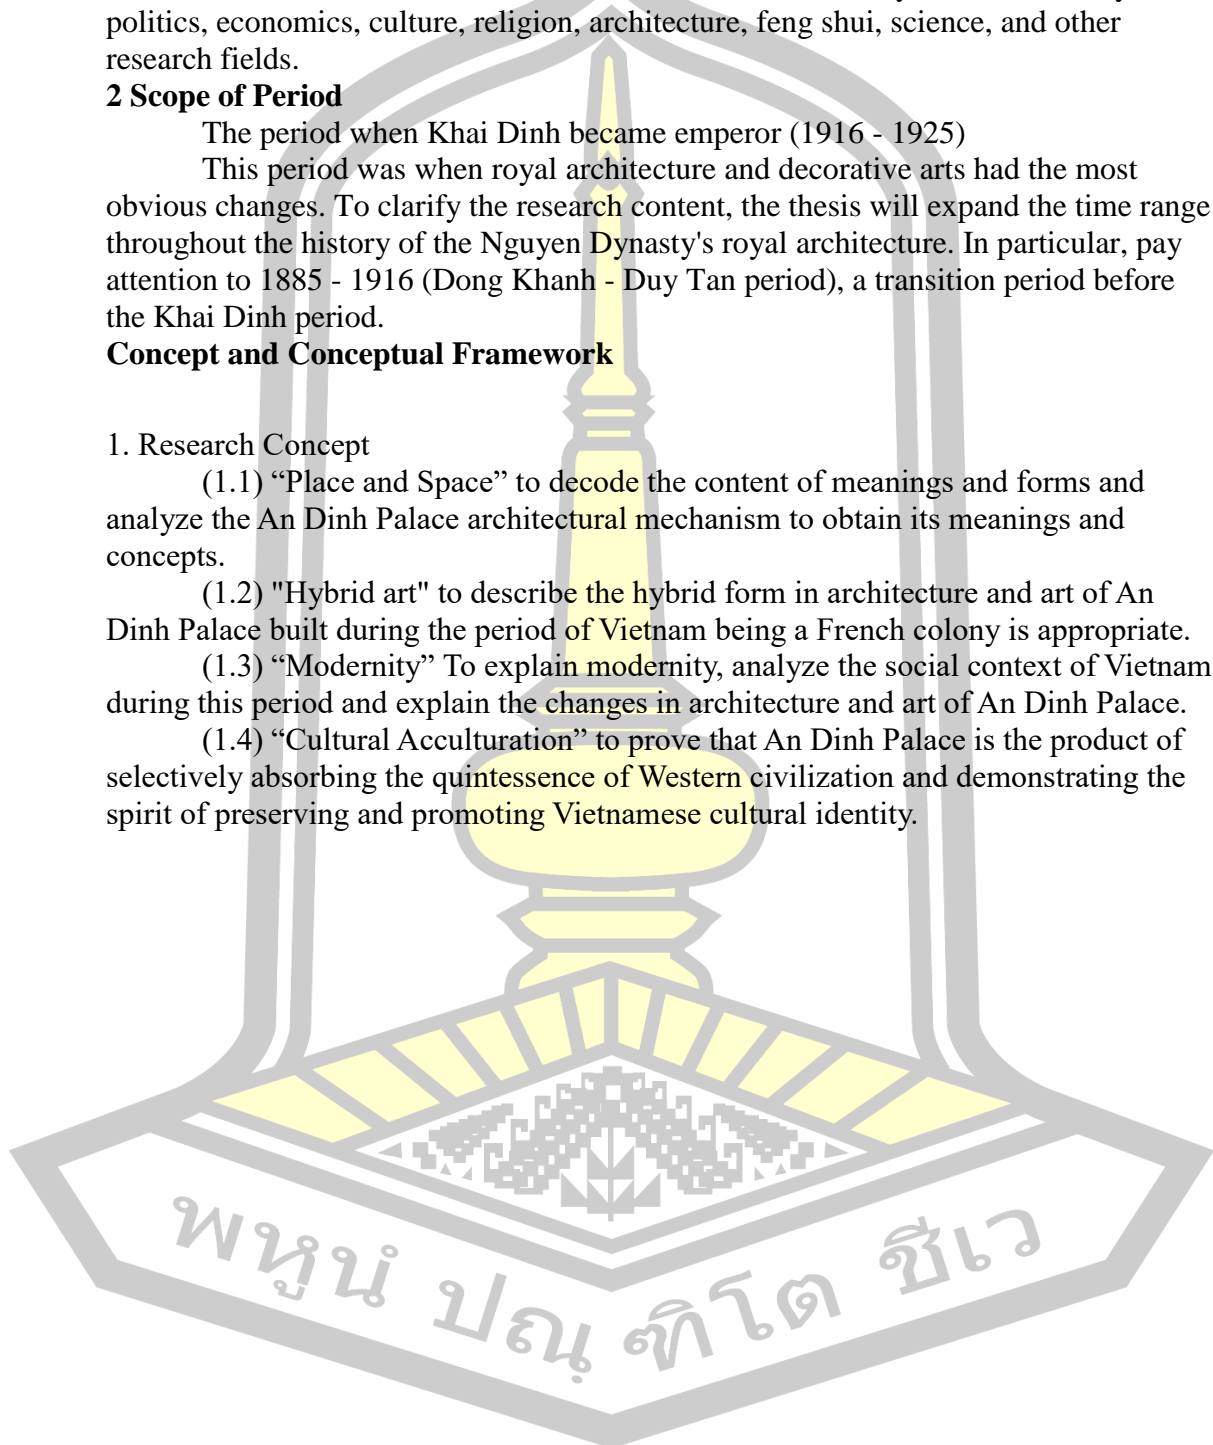 politics, economics, culture, religion, architecture, feng shui, science, and other
research fields.
2 Scope of Period
The period when Khai Dinh became emperor (1916 - 1925)
This period was when royal architecture and decorative arts had the most
obvious changes. To clarify the research content, the thesis will expand the time range
throughout the history of the Nguyen Dynasty's royal architecture. In particular, pay
attention to 1885 - 1916 (Dong Khanh - Duy Tan period), a transition period before
the Khai Dinh period.
Concept and Conceptual Framework
1. Research Concept
(1.1) “Place and Space” to decode the content of meanings and forms and
analyze the An Dinh Palace architectural mechanism to obtain its meanings and
concepts.
(1.2) "Hybrid art" to describe the hybrid form in architecture and art of An
Dinh Palace built during the period of Vietnam being a French colony is appropriate.
(1.3) “Modernity” To explain modernity, analyze the social context of Vietnam
during this period and explain the changes in architecture and art of An Dinh Palace.
(1.4) “Cultural Acculturation” to prove that An Dinh Palace is the product of
selectively absorbing the quintessence of Western civilization and demonstrating the
spirit of preserving and promoting Vietnamese cultural identity.
พหูนํ ปณฺฑิโต ชีเว